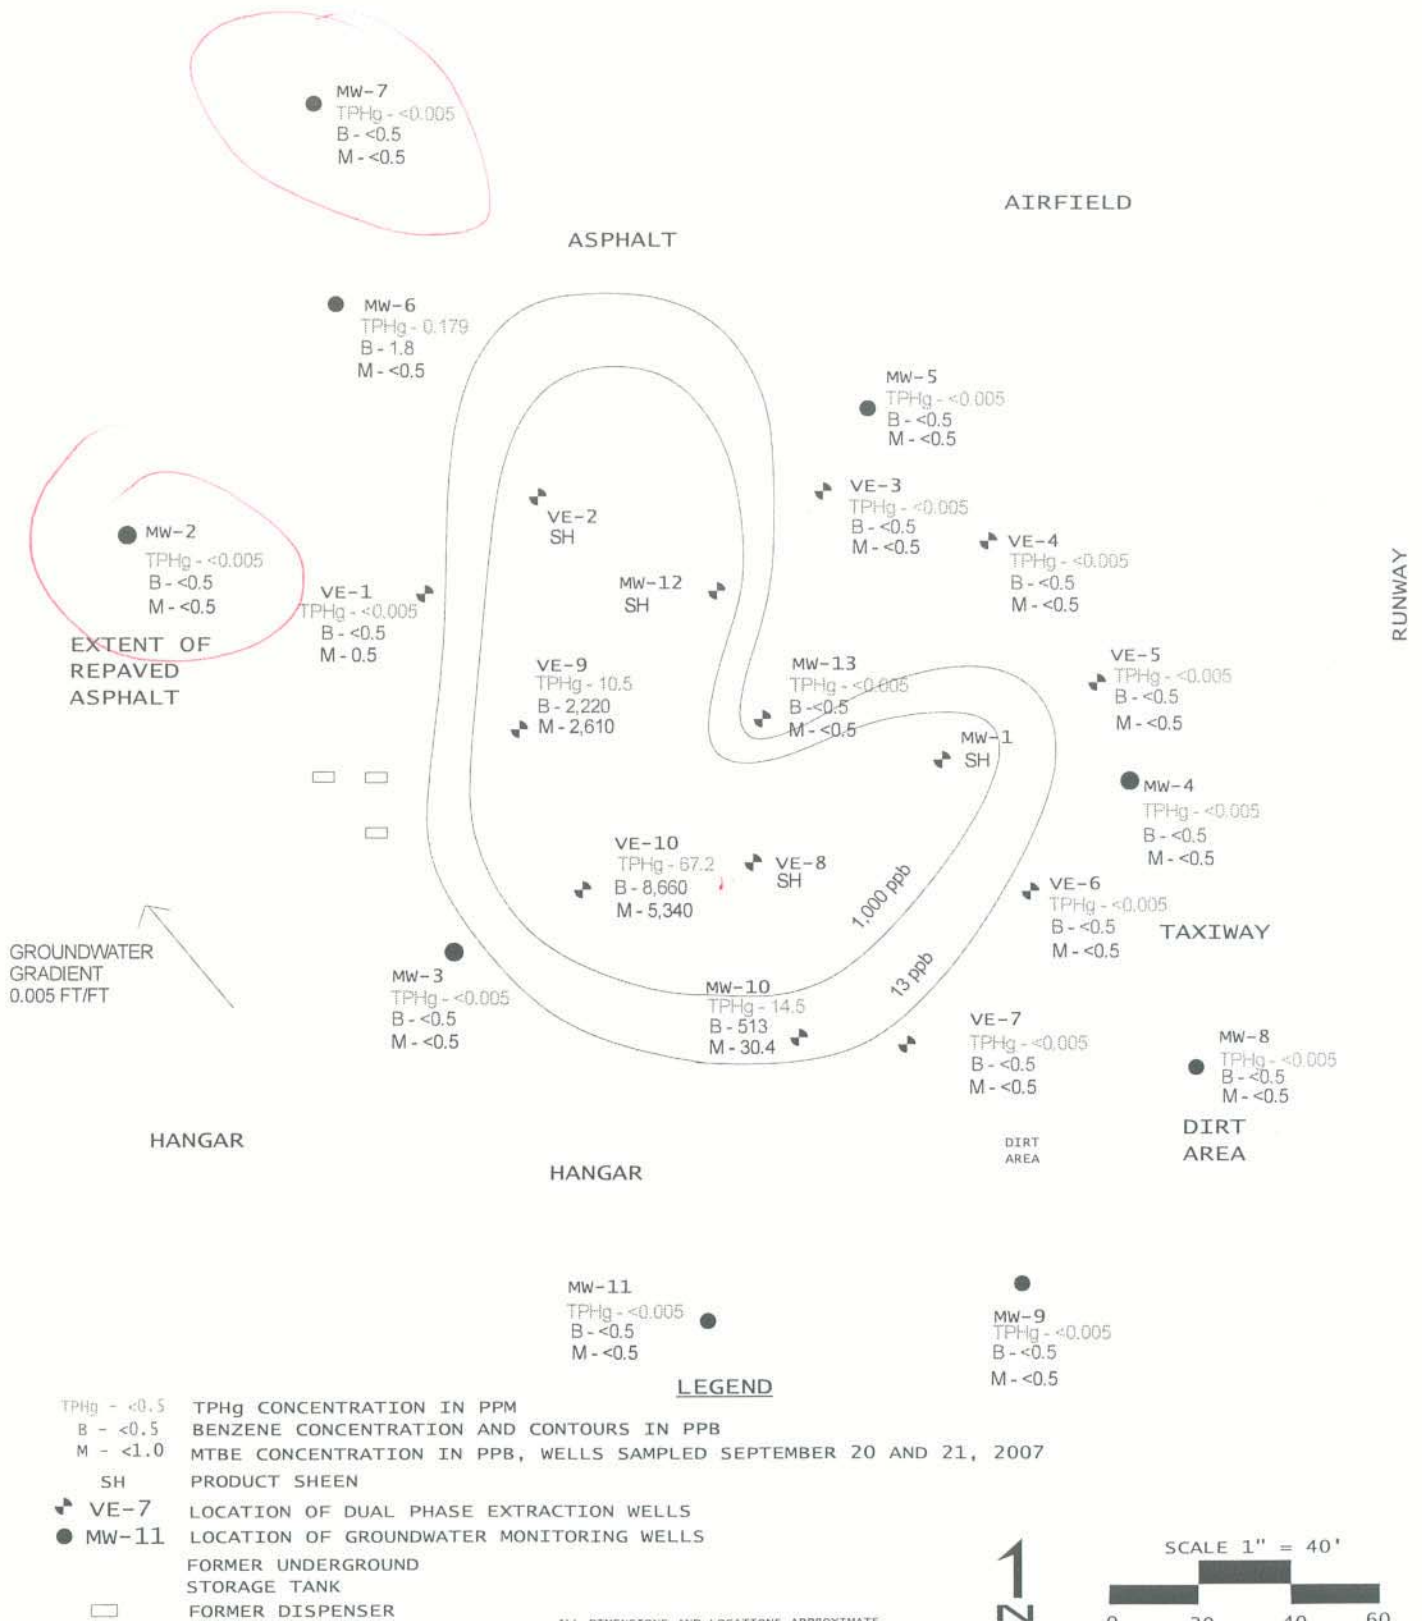 MW-7
TPHg - <0.005
B - <0.5
M - <0.5
AIRFIELD
ASPHALT
MW-6
TPHg - 0.179
B - 1.8
M - <0.5
MW-5
TPHg - <0.005
B - <0.5
M - <0.5
VE-3
TPHg - <0.005
B - <0.5
M - <0.5
VE-2
SH
MW-2
TPHg - <0.005
B - <0.5
M - <0.5
VE-4
TPHg - <0.005
B - <0.5
M - <0.5
RUNWAY
VE-1
TPHg - <0.005
B - <0.5
M - 0.5
MW-12
SH
EXTENT OF
REPAVED
ASPHALT
VE-9
TPHg - 10.5
B - 2,220
M - 2,610
MW-13
TPHg - <0.005
B - <0.5
M - <0.5
VE-5
TPHg - <0.005
B - <0.5
M - <0.5
MW-1
SH
MW-4
TPHg - <0.005
B - <0.5
M - <0.5
VE-10
TPHg - 67.2
B - 8,660
M - 5,340
VE-8
SH
1,000 ppb
VE-6
TPHg - <0.005
B - <0.5
M - <0.5
TAXIWAY
GROUNDWATER
GRADIENT
0.005 FT/FT
13 ppb
MW-3
TPHg - <0.005
B - <0.5
M - <0.5
MW-10
TPHg - 14.5
B - 513
M - 30.4
VE-7
TPHg - <0.005
B - <0.5
M - <0.5
MW-8
TPHg - <0.005
B - <0.5
M - <0.5
HANGAR
HANGAR
DIRT
AREA
DIRT
AREA
MW-11
TPHg - <0.005
B - <0.5
M - <0.5
MW-9
TPHg - <0.005
B - <0.5
M - <0.5
LEGEND
TPHg - <0.5 TPHg CONCENTRATION IN PPM
B - <0.5 BENZENE CONCENTRATION AND CONTOURS IN PPB
M - <1.0 MTBE CONCENTRATION IN PPB, WELLS SAMPLED SEPTEMBER 20 AND 21, 2007
SH PRODUCT SHEEN
VE-7 LOCATION OF DUAL PHASE EXTRACTION WELLS
MW-11 LOCATION OF GROUNDWATER MONITORING WELLS
FORMER UNDERGROUND
STORAGE TANK
FORMER DISPENSER
ALL DIMENSIONS AND LOCATIONS APPROXIMATE
N
SCALE 1" = 40'
0 20 40 60